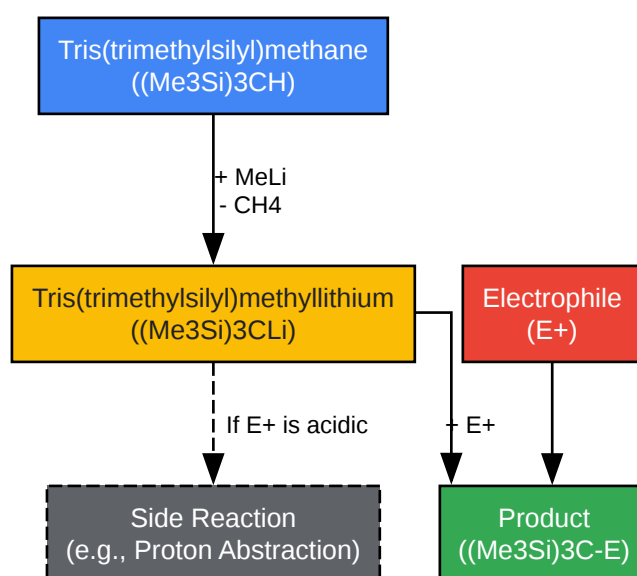 Tris(trimethylsilyl)methane
((Me3Si)3CH)
+ MeLi
- CH4
Tris(trimethylsilyl)methyllithium
((Me3Si)3CLi)
Electrophile
(E+)
If E+ is acidic
+ E+
Side Reaction
(e.g., Proton Abstraction)
Product
((Me3Si)3C-E)